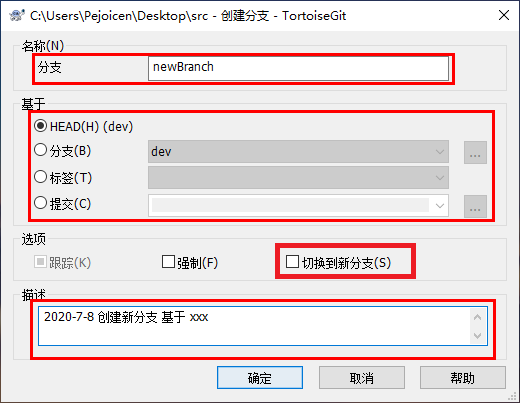 C:\Users\Pejoicen\Desktop\src - 创建分支 - TortoiseGit
名称(N)
分支 newBranch
基于
HEAD(H) (dev)
分支(B) dev ...
标签(T)
提交(C) ...
选项
跟踪(K) 强制(F) 切换到新分支(S)
描述
2020-7-8 创建新分支 基于 xxx
确定 取消 帮助